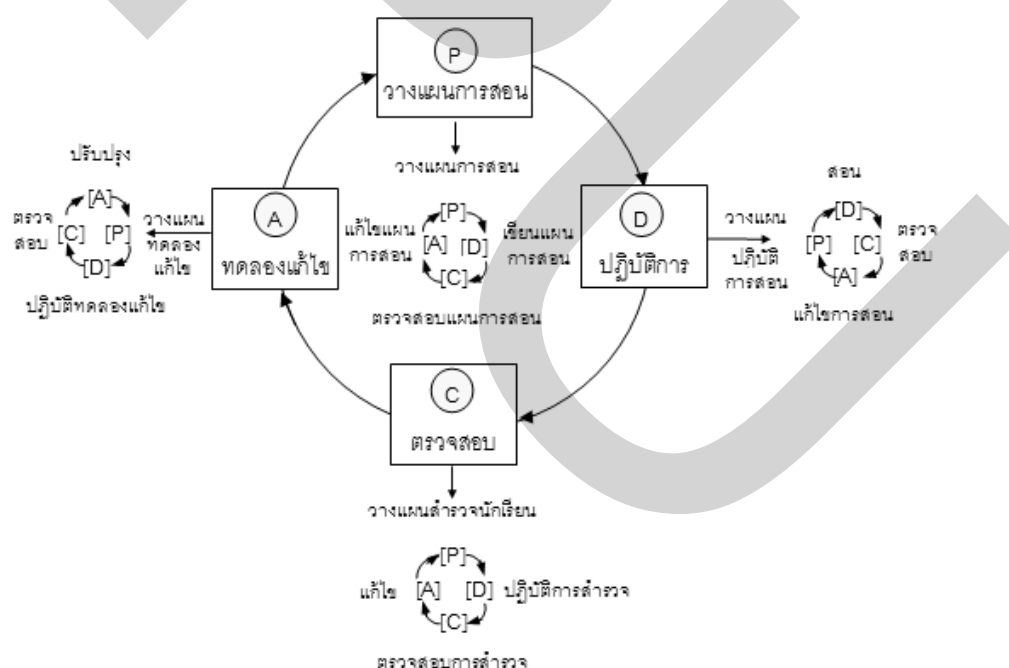 P
วางแผนการสอน
วางแผนการสอน
ปรับปรุง
[A]
ตรวจ
สอบ
[C]
[P]
วางแผน
ทดลอง
แก้ไข
[D]
ปฏิบัติทดลองแก้ไข
A
ทดลองแก้ไข
แก้ไขแผน
การสอน
[P]
[A]
[D]
[C]
เขียนแผน
การสอน
ตรวจสอบแผนการสอน
D
ปฏิบัติการ
วางแผน
ปฏิบัติ
การสอน
สอน
[D]
[P]
[C]
[A]
ตรวจ
สอบ
แก้ไขการสอน
C
ตรวจสอบ
วางแผนสำรวจนักเรียน
[P]
แก้ไข
[A]
[D]
ปฏิบัติการสำรวจ
[C]
ตรวจสอบการสำรวจ